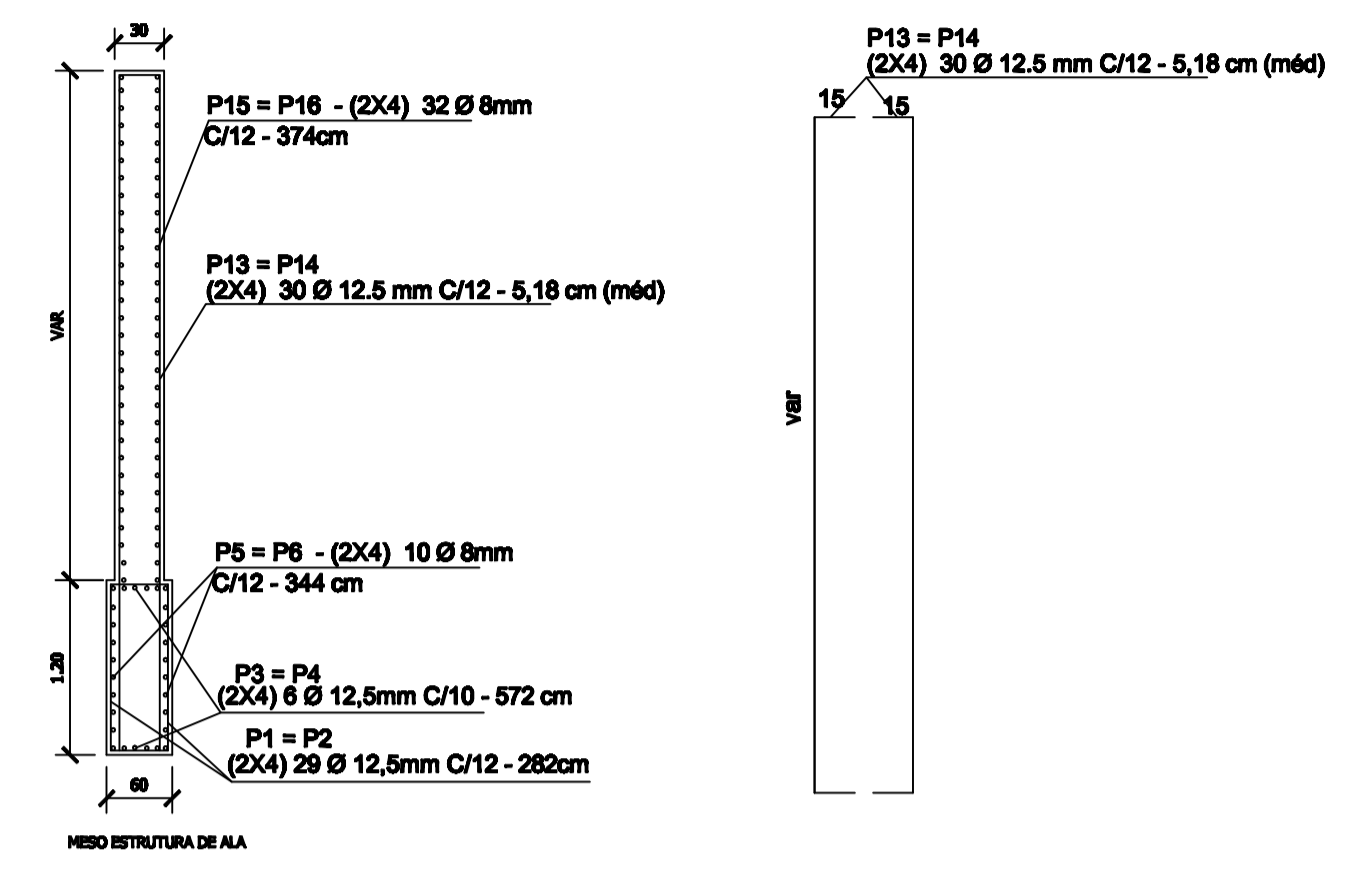 30
P15 = P16 - (2X4) 32 Ø 8mm
C/12 - 374cm
P13 = P14
(2X4) 30 Ø 12.5 mm C/12 - 5,18 cm (méd)
VAR
P5 = P6 - (2X4) 10 Ø 8mm
C/12 - 344 cm
1.20
P3 = P4
(2X4) 6 Ø 12,5mm C/10 - 572 cm
P1 = P2
(2X4) 29 Ø 12,5mm C/12 - 282cm
60
MESO ESTRUTURA DE ALA
P13 = P14
(2X4) 30 Ø 12.5 mm C/12 - 5,18 cm (méd)
15
15
var